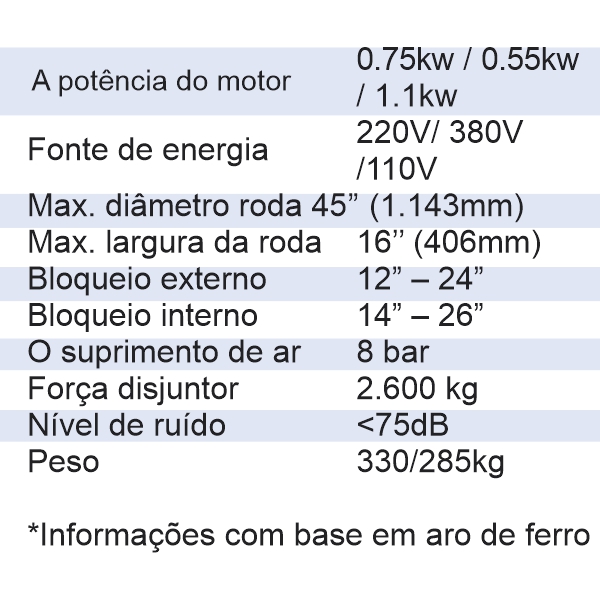 A potência do motor 0.75kw / 0.55kw
/ 1.1kw
Fonte de energia 220V/ 380V
/110V
Max. diâmetro roda 45” (1.143mm)
Max. largura da roda 16’’ (406mm)
Bloqueio externo 12” – 24”
Bloqueio interno 14” – 26”
O suprimento de ar 8 bar
Força disjuntor 2.600 kg
Nível de ruído <75dB
Peso 330/285kg
*Informações com base em aro de ferro